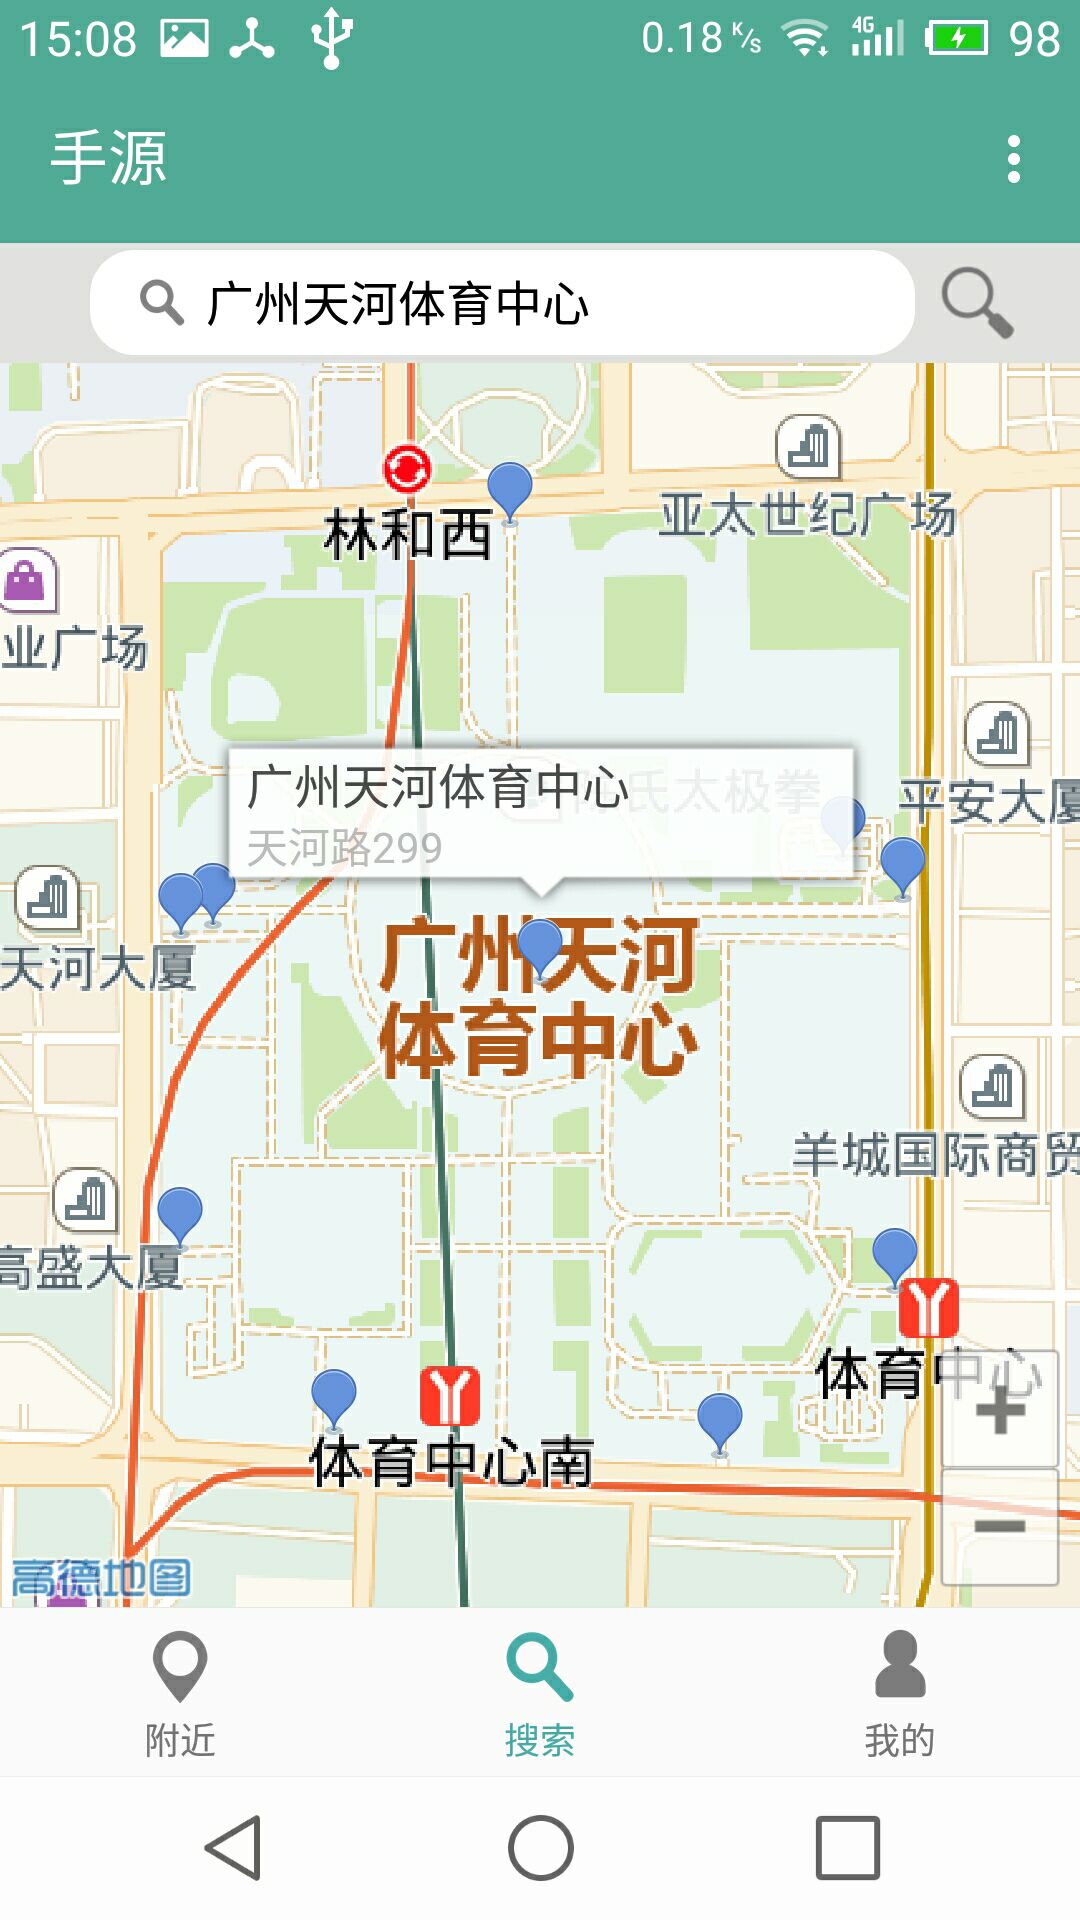 15:08
0.18 K/s
4G
98
手源
广州天河体育中心
林和西
亚太世纪广场
业广场
广州天河体育中心
天河路299
氏太极拳
平安大厦
天河大厦
广州天河
体育中心
羊城国际商贸
高盛大厦
体育中心
体育中心南
高德地图
附近
搜索
我的